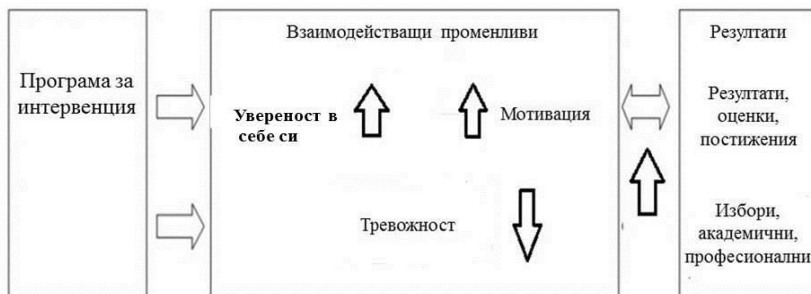 Програма за
интервенция
Взаимодействащи променливи
Увереност в
себе си
Мотивация
Тревожност
Резултати
Резултати,
оценки,
постижения
Избори,
академични,
професионални